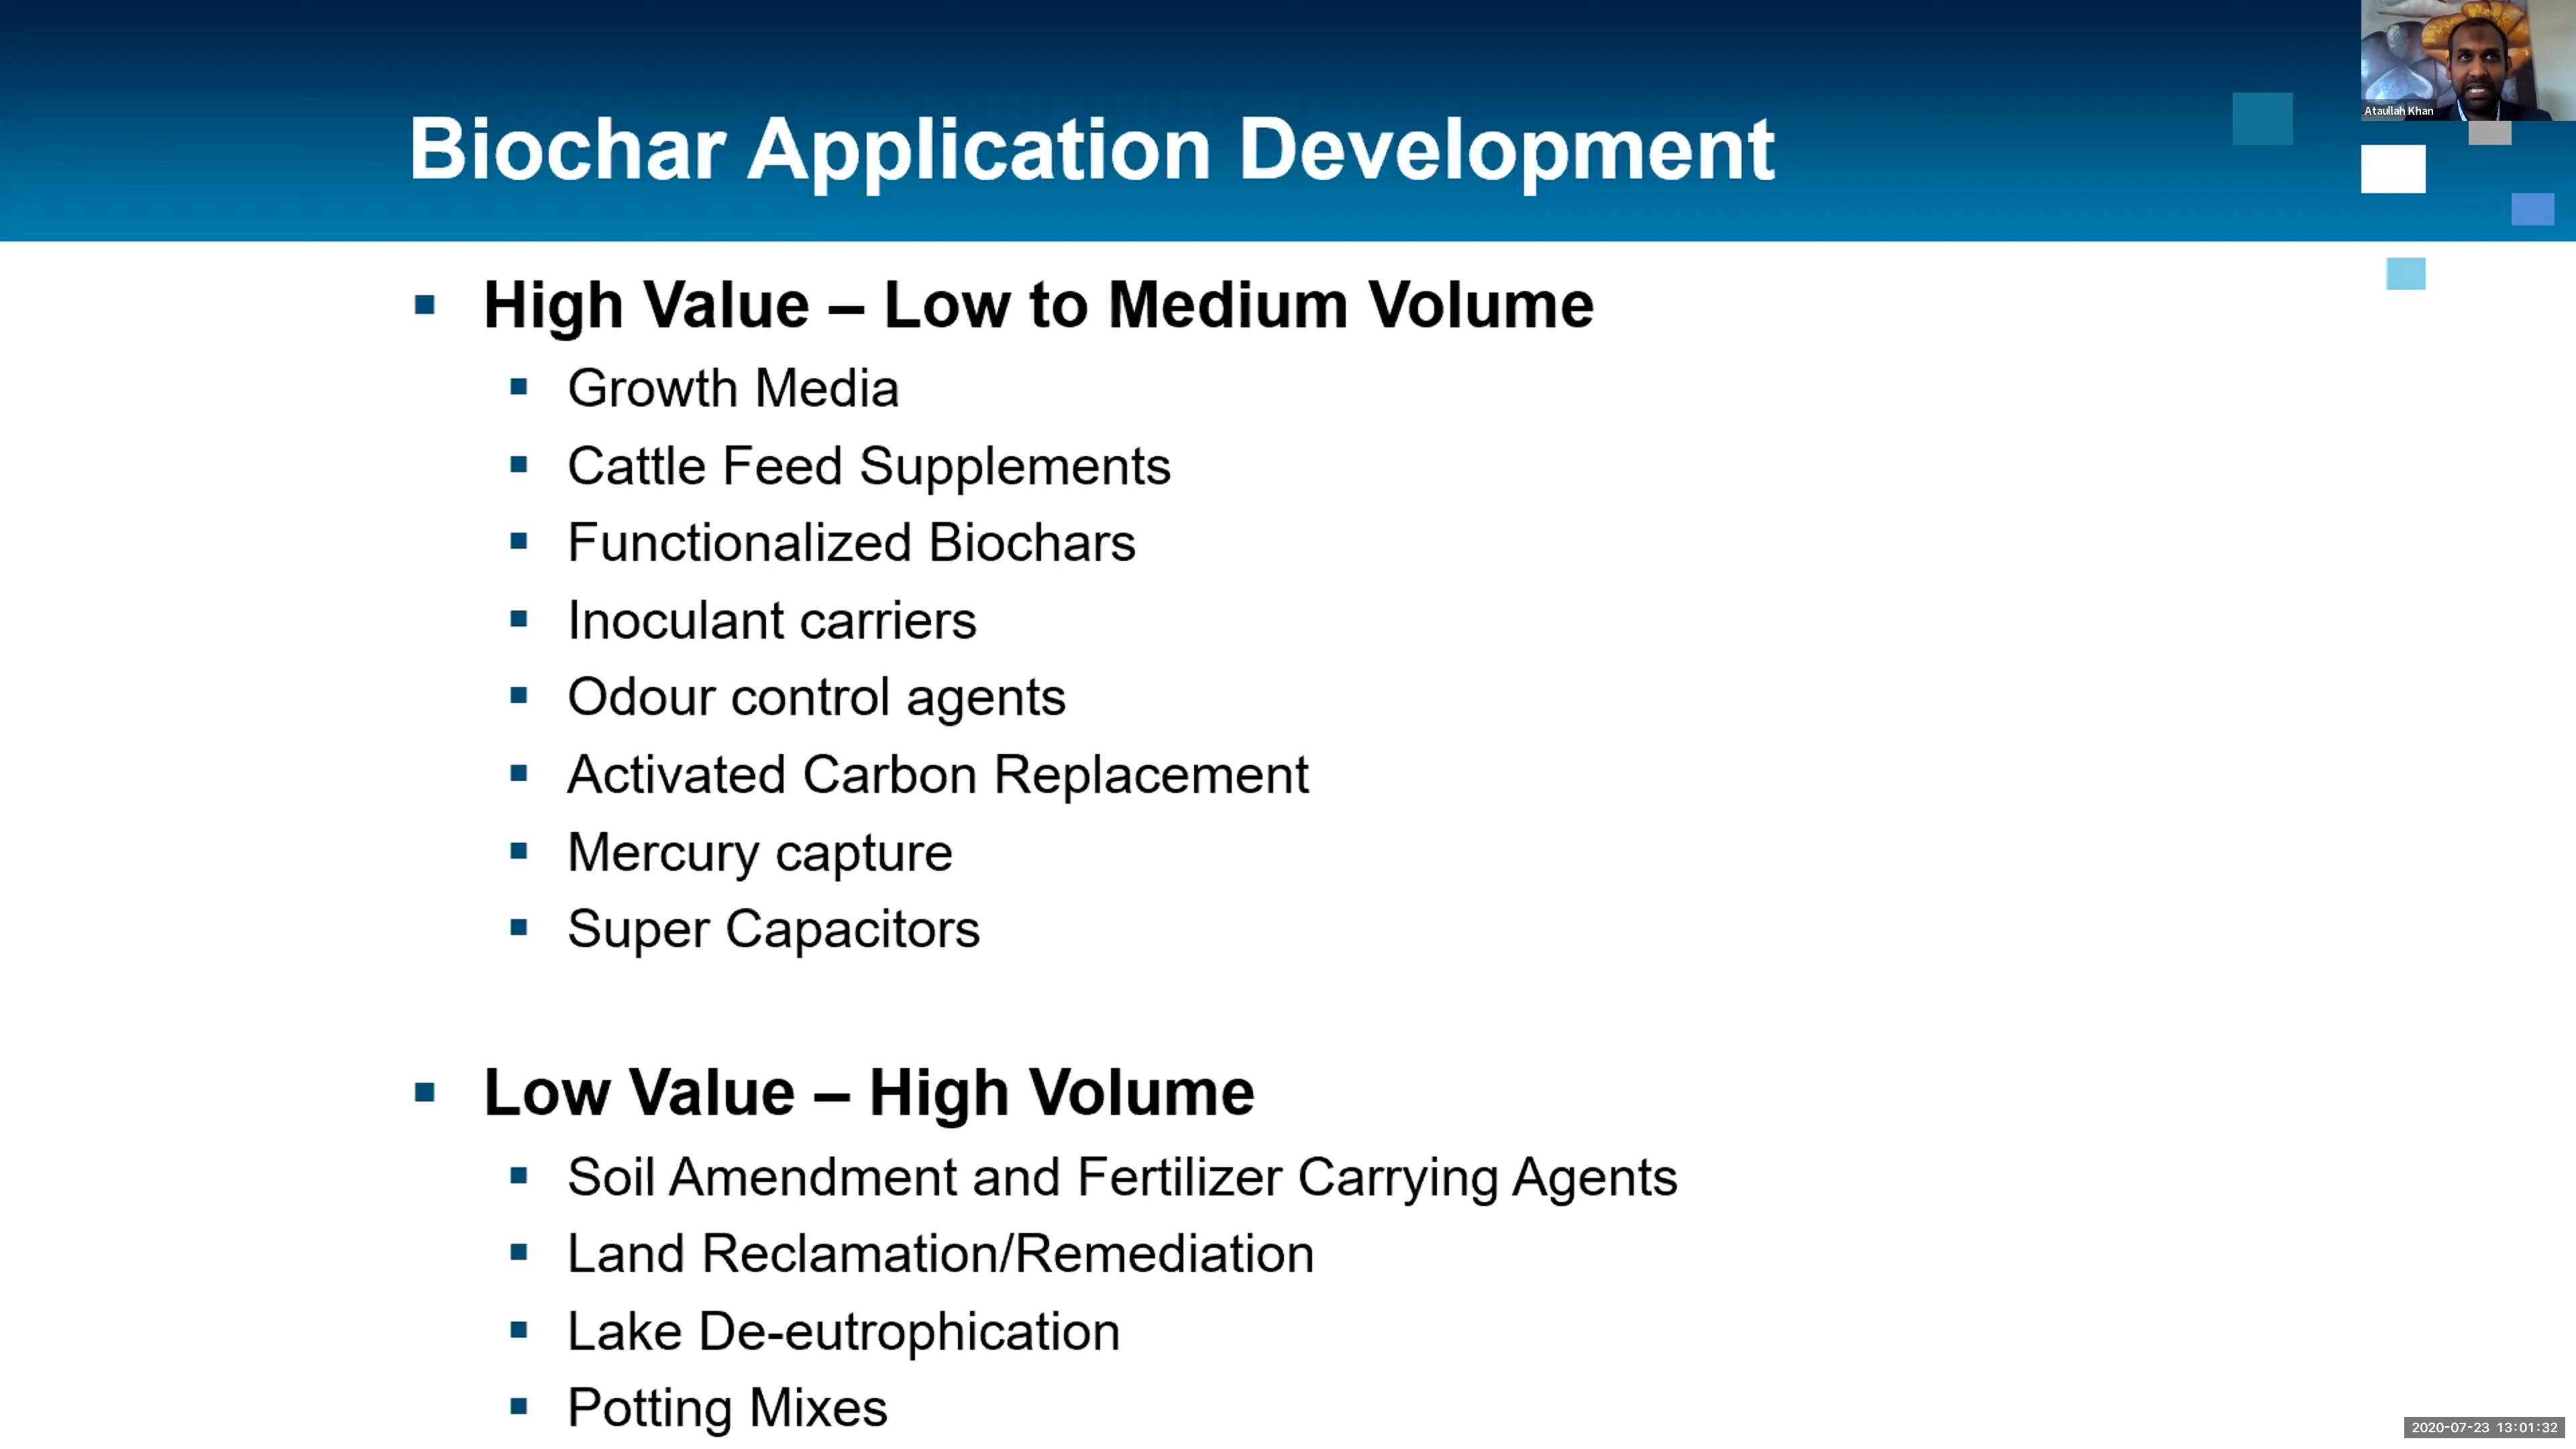 Ataullah Khan
Biochar Application Development
High Value – Low to Medium Volume
Growth Media
Cattle Feed Supplements
Functionalized Biochars
Inoculant carriers
Odour control agents
Activated Carbon Replacement
Mercury capture
Super Capacitors
Low Value – High Volume
Soil Amendment and Fertilizer Carrying Agents
Land Reclamation/Remediation
Lake De-eutrophication
Potting Mixes
2020-07-23 13:01:32